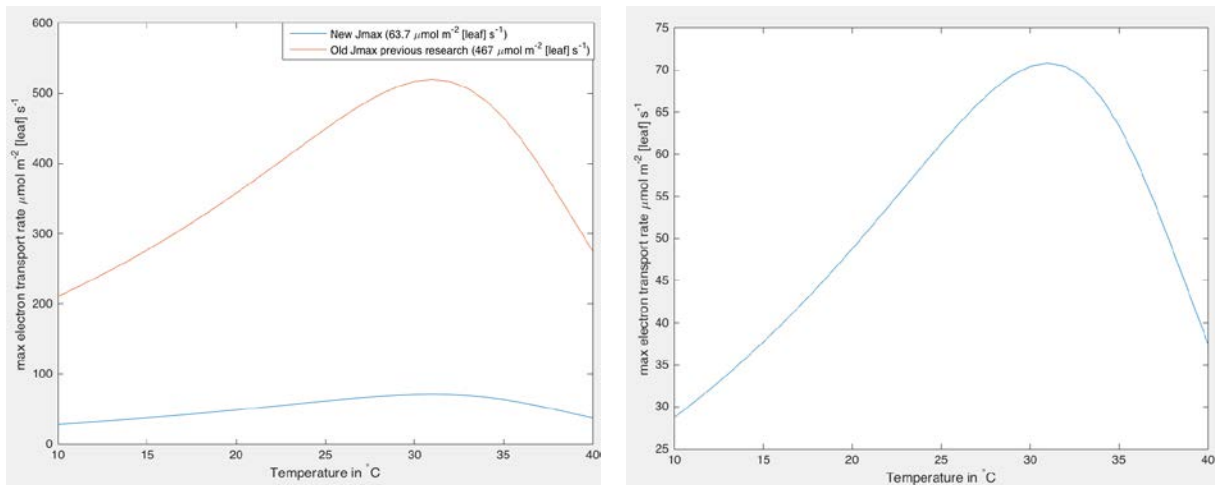 600
500
400
300
200
100
0
max electron transport rate μmol m⁻² [leaf] s⁻¹
New Jmax (63.7 μmol m⁻² [leaf] s⁻¹)
Old Jmax previous research (467 μmol m⁻² [leaf] s⁻¹)
10 15 20 25 30 35 40
Temperature in °C
75
70
65
60
55
50
45
40
35
30
25
max electron transport rate μmol m⁻² [leaf] s⁻¹
10 15 20 25 30 35 40
Temperature in °C